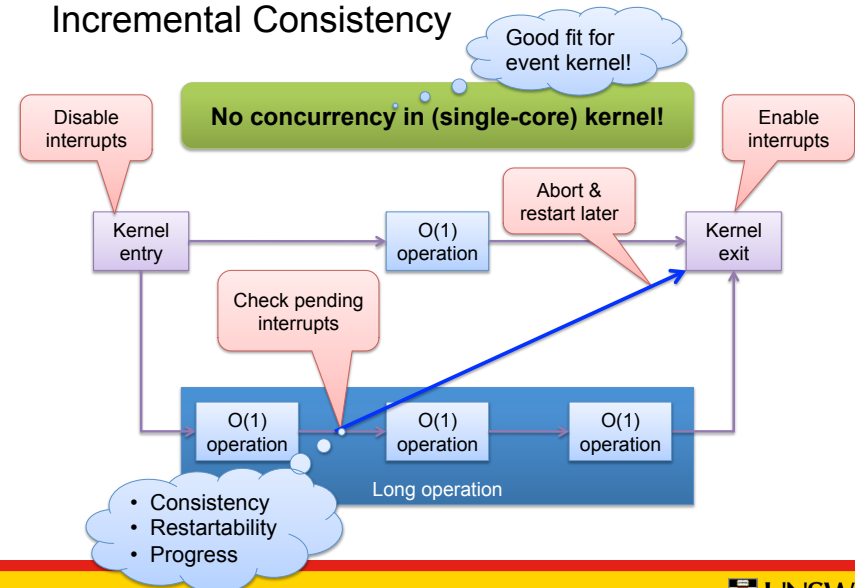 Incremental Consistency
Good fit for
event kernel!
Disable
interrupts
No concurrency in (single-core) kernel!
Enable
interrupts
Abort &
restart later
Kernel
entry
O(1)
operation
Kernel
exit
Check pending
interrupts
O(1)
operation
O(1)
operation
O(1)
operation
Long operation
• Consistency
• Restartability
• Progress